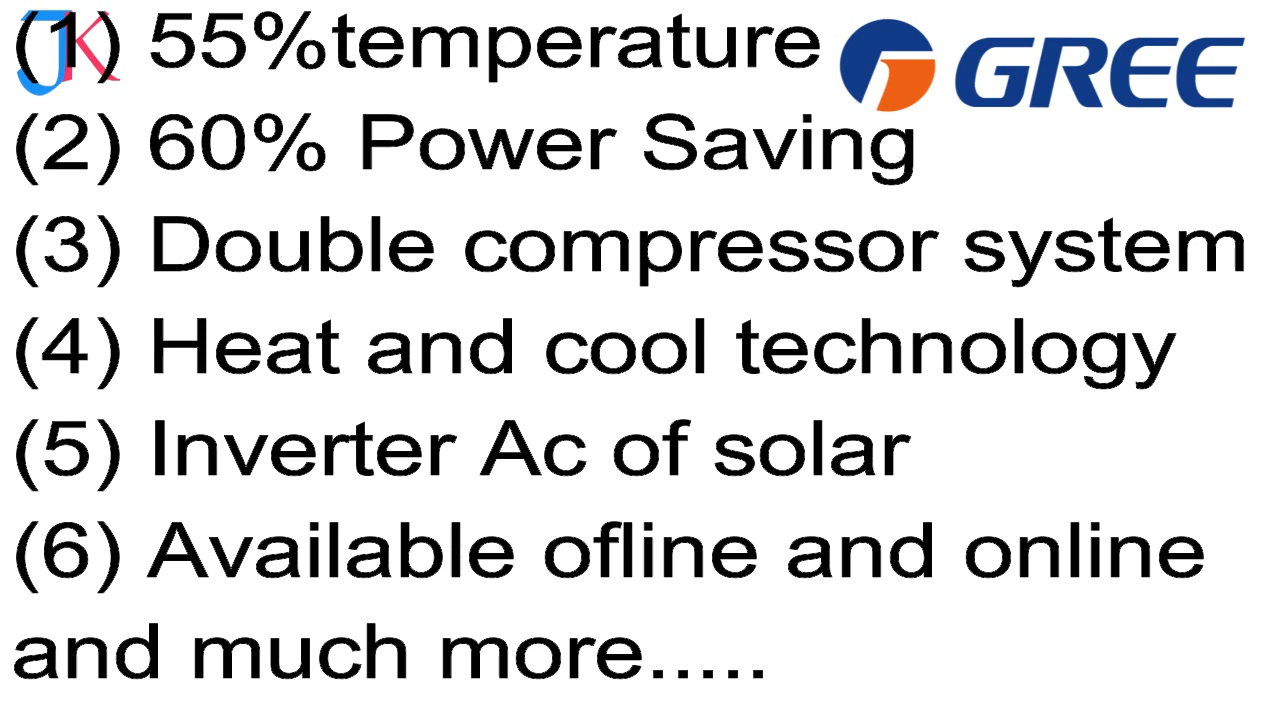 JK
(1) 55%temperature
GREE
(2) 60% Power Saving
(3) Double compressor system
(4) Heat and cool technology
(5) Inverter Ac of solar
(6) Available ofline and online
and much more.....